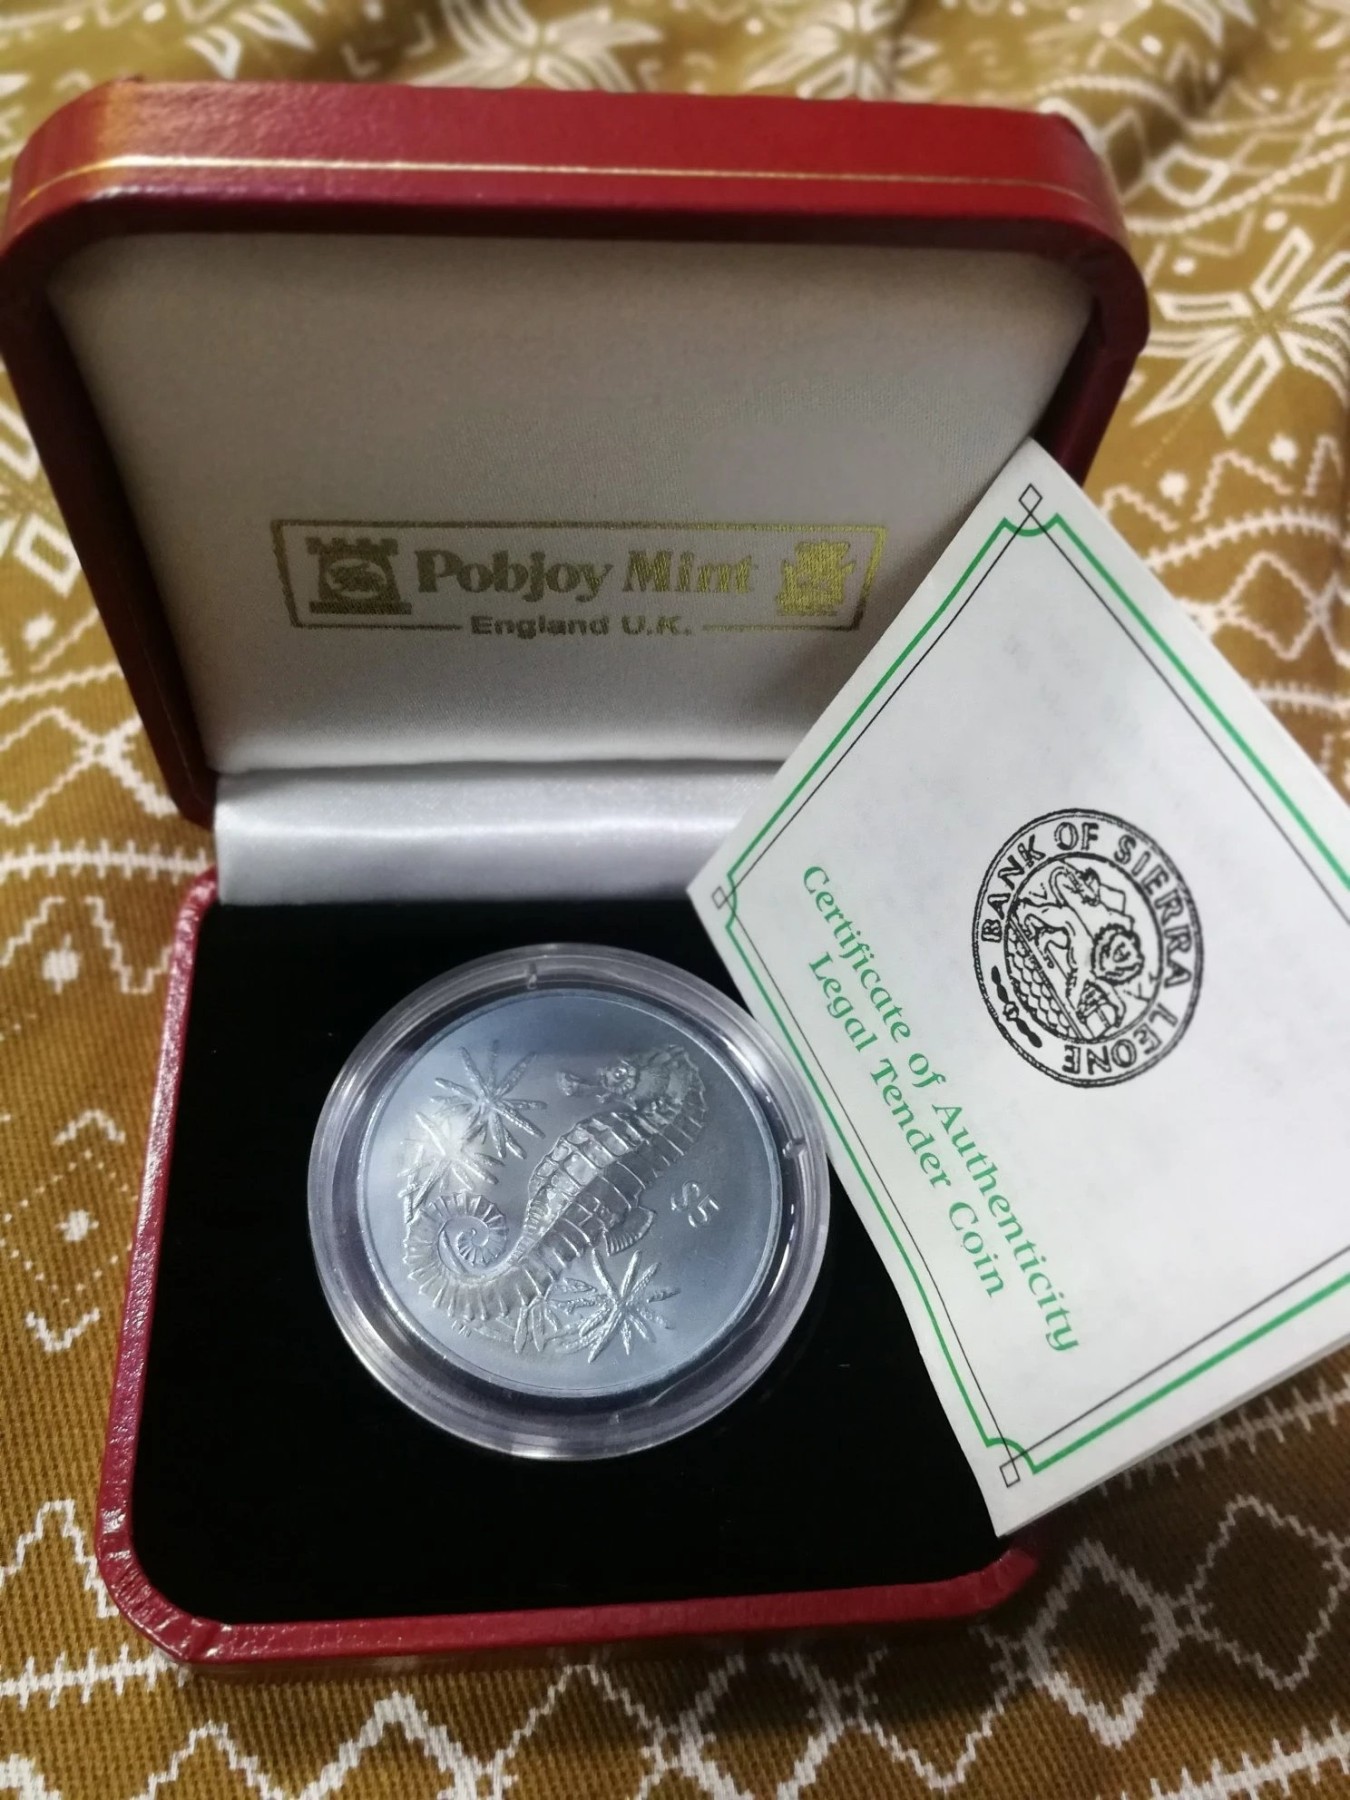 Pobjoy Mint
England U.K.
BANK OF SIERRA LEONE
Certificate of Authenticity
Legal Tender Coin
$5